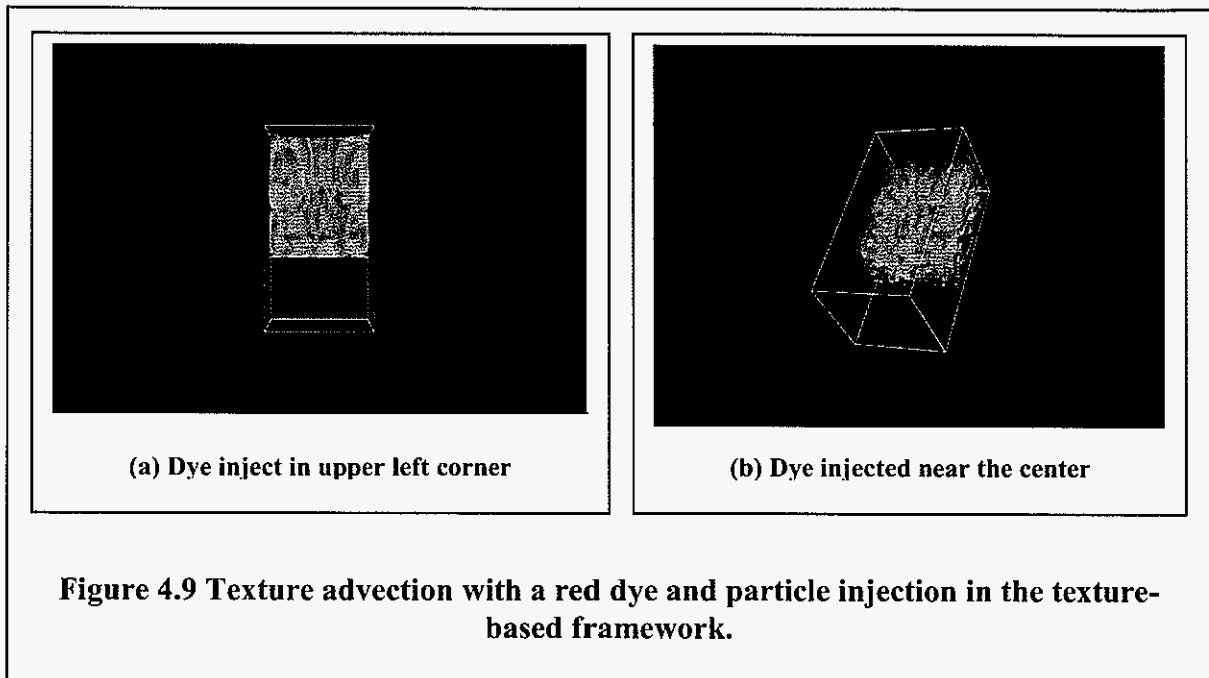 (a) Dye inject in upper left corner
(b) Dye injected near the center
Figure 4.9 Texture advection with a red dye and particle injection in the texture-
based framework.